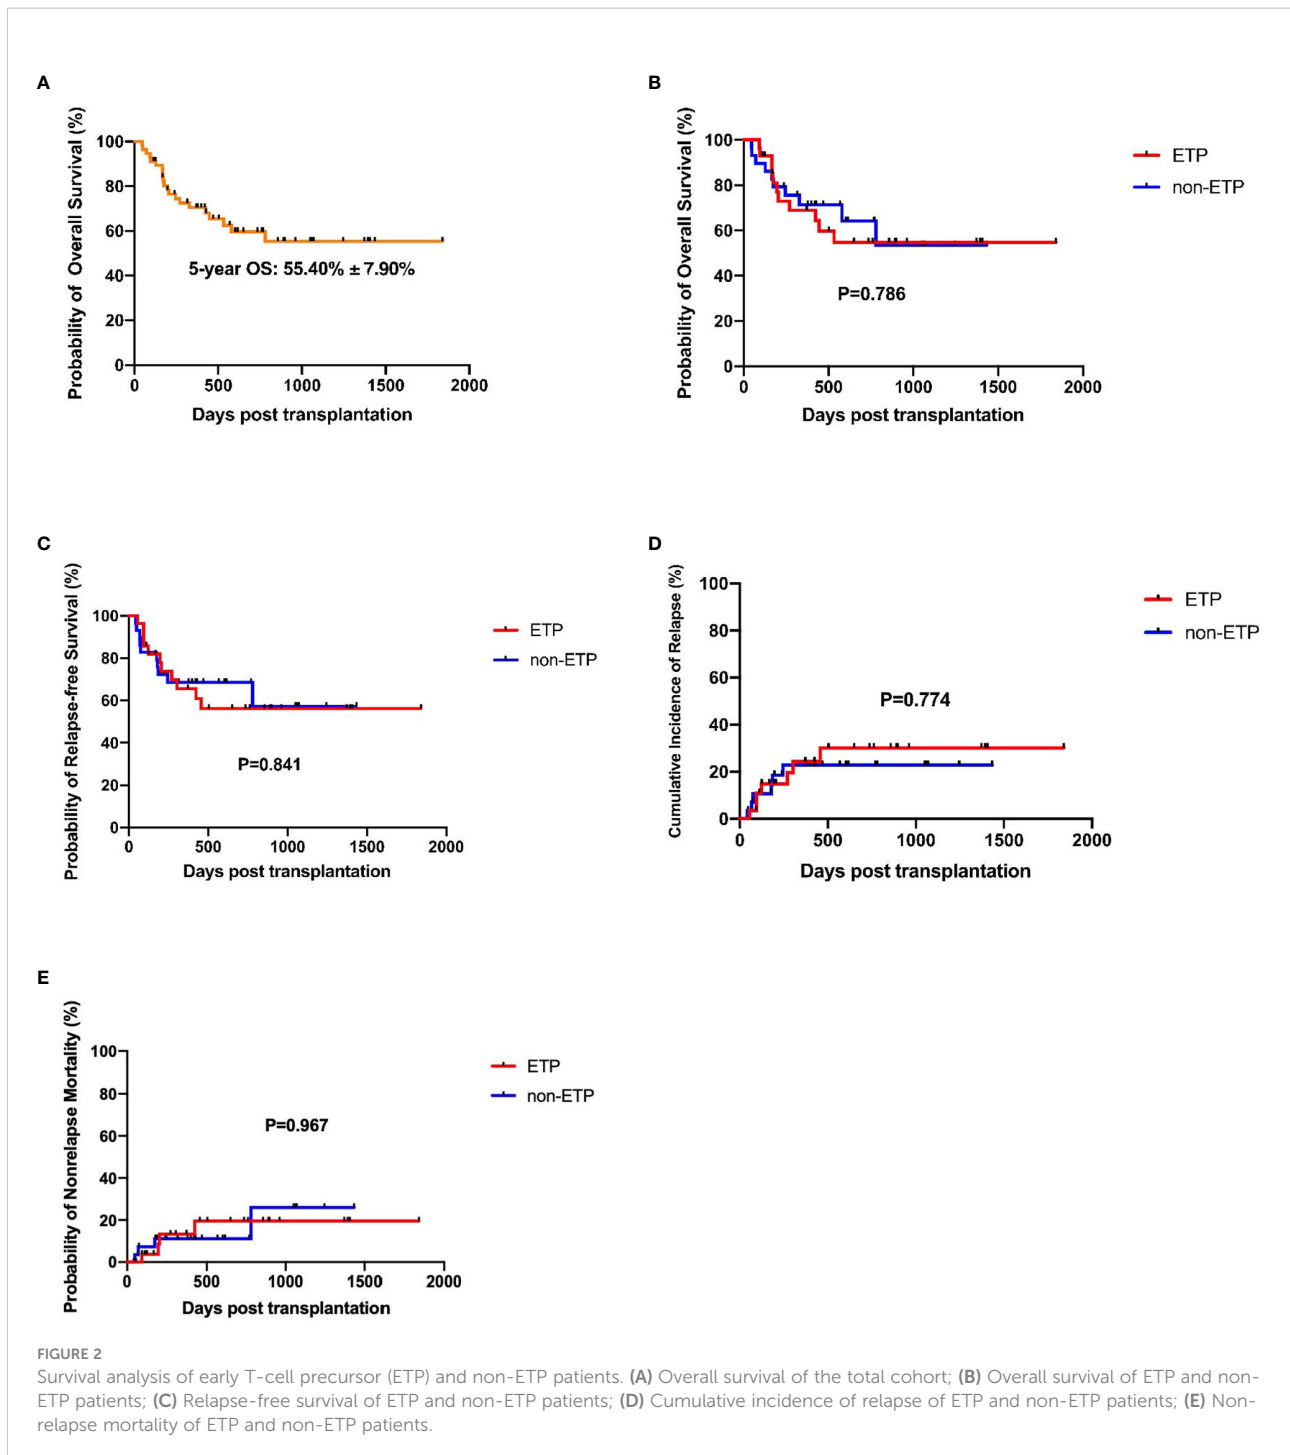 A
Probability of Overall Survival (%)
100
80
60
40
20
0
5-year OS: 55.40% ± 7.90%
0 500 1000 1500 2000
Days post transplantation
B
Probability of Overall Survival (%)
100
80
60
40
20
0
ETP
non-ETP
P=0.786
0 500 1000 1500 2000
Days post transplantation
C
Probability of Relapse-free Survival (%)
100
80
60
40
20
0
ETP
non-ETP
P=0.841
0 500 1000 1500 2000
Days post transplantation
D
Cumulative Incidence of Relapse (%)
100
80
60
40
20
0
ETP
non-ETP
P=0.774
0 500 1000 1500 2000
Days post transplantation
E
Probability of Nonrelapse Mortality (%)
100
80
60
40
20
0
ETP
non-ETP
P=0.967
0 500 1000 1500 2000
Days post transplantation
FIGURE 2
Survival analysis of early T-cell precursor (ETP) and non-ETP patients. (A) Overall survival of the total cohort; (B) Overall survival of ETP and non-
ETP patients; (C) Relapse-free survival of ETP and non-ETP patients; (D) Cumulative incidence of relapse of ETP and non-ETP patients; (E) Non-
relapse mortality of ETP and non-ETP patients.